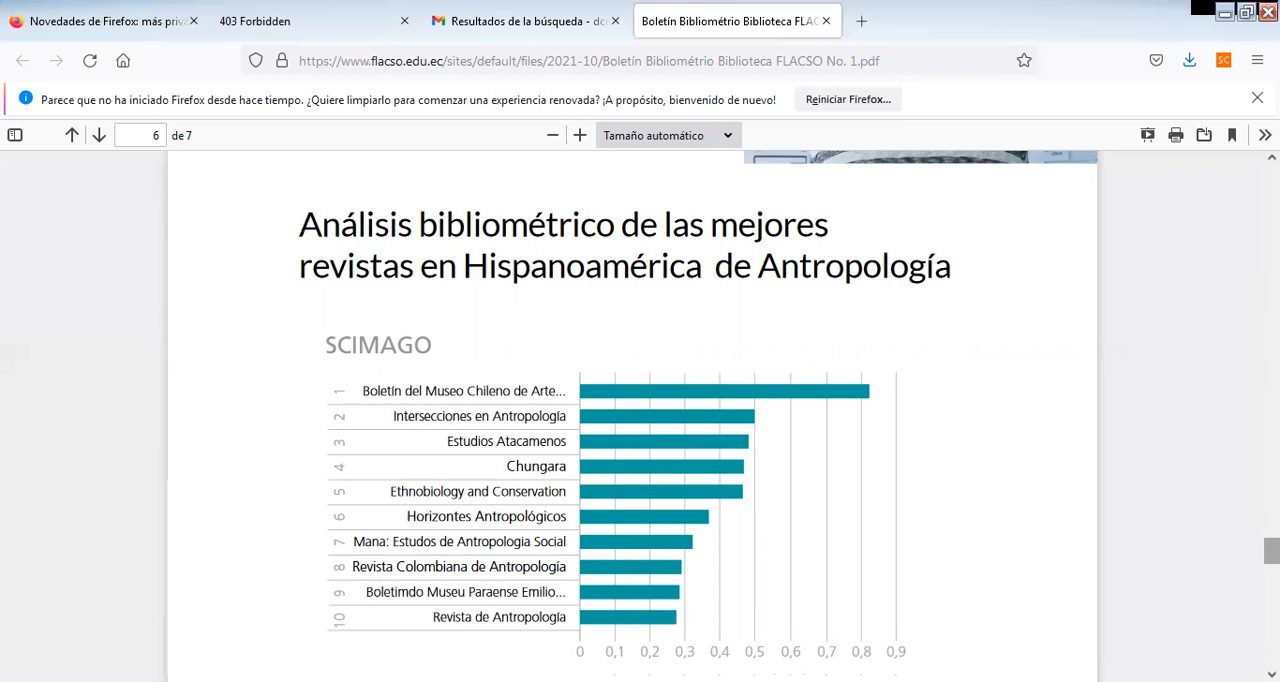 Novedades de Firefox: más priva
403 Forbidden
Resultados de la búsqueda - dc
Boletín Bibliométrio Biblioteca FLAC
https://www.flacso.edu.ec/sites/default/files/2021-10/Boletín Bibliométrio Biblioteca FLACSO No. 1.pdf
SC
Parece que no ha iniciado Firefox desde hace tiempo. ¿Quiere limpiarlo para comenzar una experiencia renovada? ¡A propósito, bienvenido de nuevo!
Reiniciar Firefox...
6 de 7
Tamaño automático
Análisis bibliométrico de las mejores
revistas en Hispanoamérica de Antropología
SCIMAGO
1 Boletín del Museo Chileno de Arte...
2 Intersecciones en Antropología
3 Estudios Atacamenos
4 Chungara
5 Ethnobiology and Conservation
6 Horizontes Antropológicos
7 Mana: Estudos de Antropologia Social
8 Revista Colombiana de Antropología
9 Boletimdo Museu Paraense Emilio...
10 Revista de Antropología
0 0,1 0,2 0,3 0,4 0,5 0,6 0,7 0,8 0,9